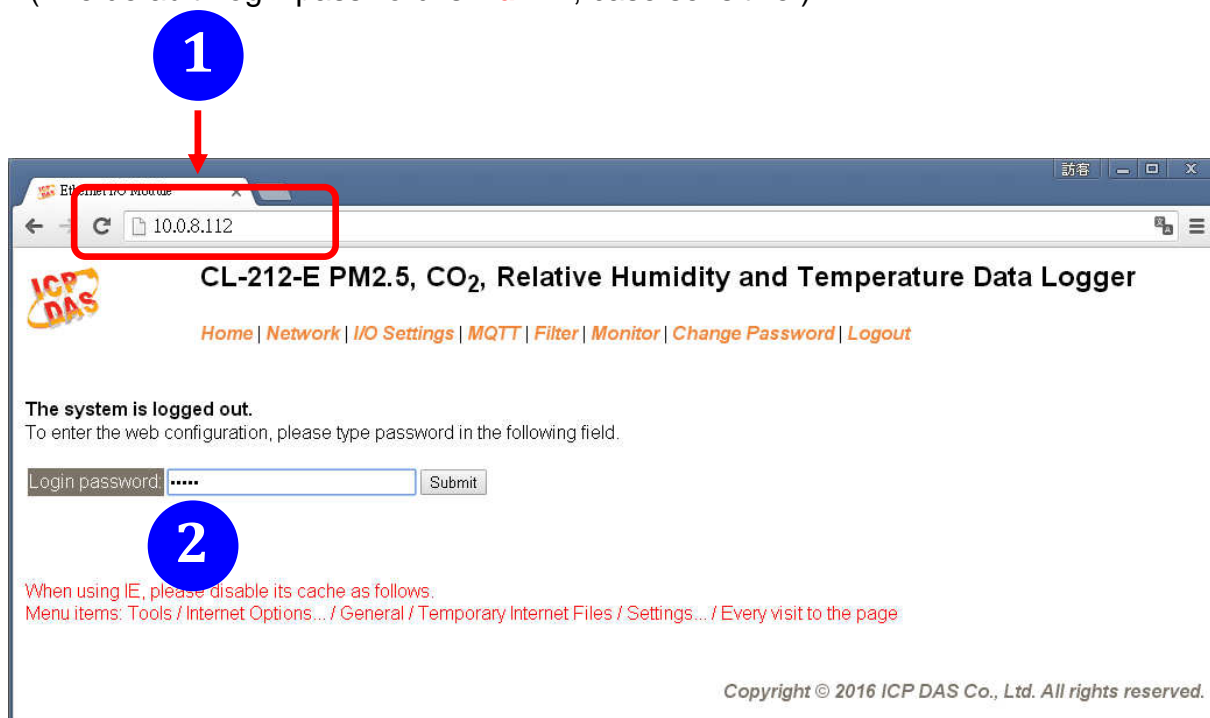 1
訪客
Ethernet I/O Module
10.0.8.112
ICP DAS
CL-212-E PM2.5, CO₂, Relative Humidity and Temperature Data Logger
Home | Network | I/O Settings | MQTT | Filter | Monitor | Change Password | Logout
The system is logged out.
To enter the web configuration, please type password in the following field.
Login password: ••••• Submit
2
When using IE, please disable its cache as follows.
Menu items: Tools / Internet Options... / General / Temporary Internet Files / Settings... / Every visit to the page
Copyright © 2016 ICP DAS Co., Ltd. All rights reserved.